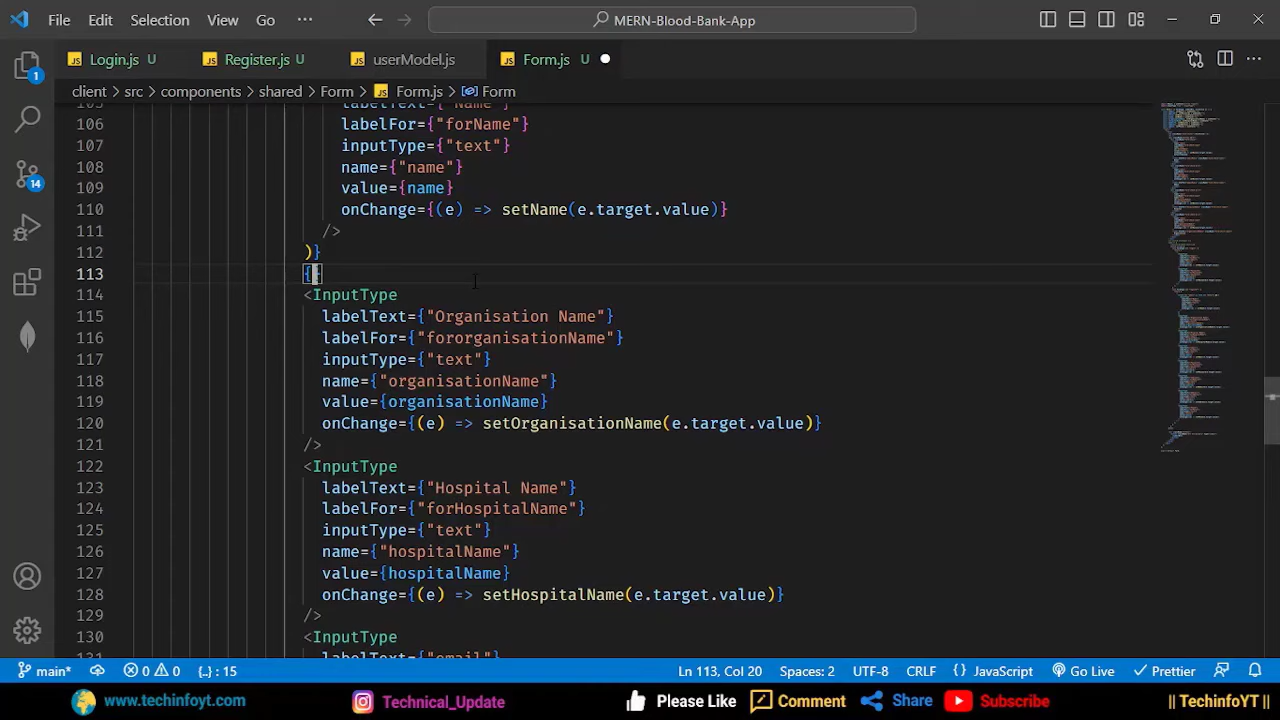 File Edit Selection View Go ··· MERN-Blood-Bank-App
Login.js U Register.js U userModel.js Form.js U
client > src > components > shared > Form > Form.js > Form
labelText={"Name"}
106 labelFor={"forName"}
107 inputType={"text"}
108 name={"name"}
109 value={name}
110 onChange={(e) => setName(e.target.value)}
111 />
112 )}
113 {}
114 <InputType
115 labelText={"Organisation Name"}
116 labelFor={"fororganisationName"}
117 inputType={"text"}
118 name={"organisationName"}
119 value={organisationName}
120 onChange={(e) => setOrganisationName(e.target.value)}
121 />
122 <InputType
123 labelText={"Hospital Name"}
124 labelFor={"forHospitalName"}
125 inputType={"text"}
126 name={"hospitalName"}
127 value={hospitalName}
128 onChange={(e) => setHospitalName(e.target.value)}
129 />
130 <InputType
labelText={"email"}
1
14
main* 0 0 {..} : 15 Ln 113, Col 20 Spaces: 2 UTF-8 CRLF {} JavaScript Go Live Prettier
www.techinfoyt.com Technical_Update Please Like Comment Share Subscribe || TechinfoYT ||